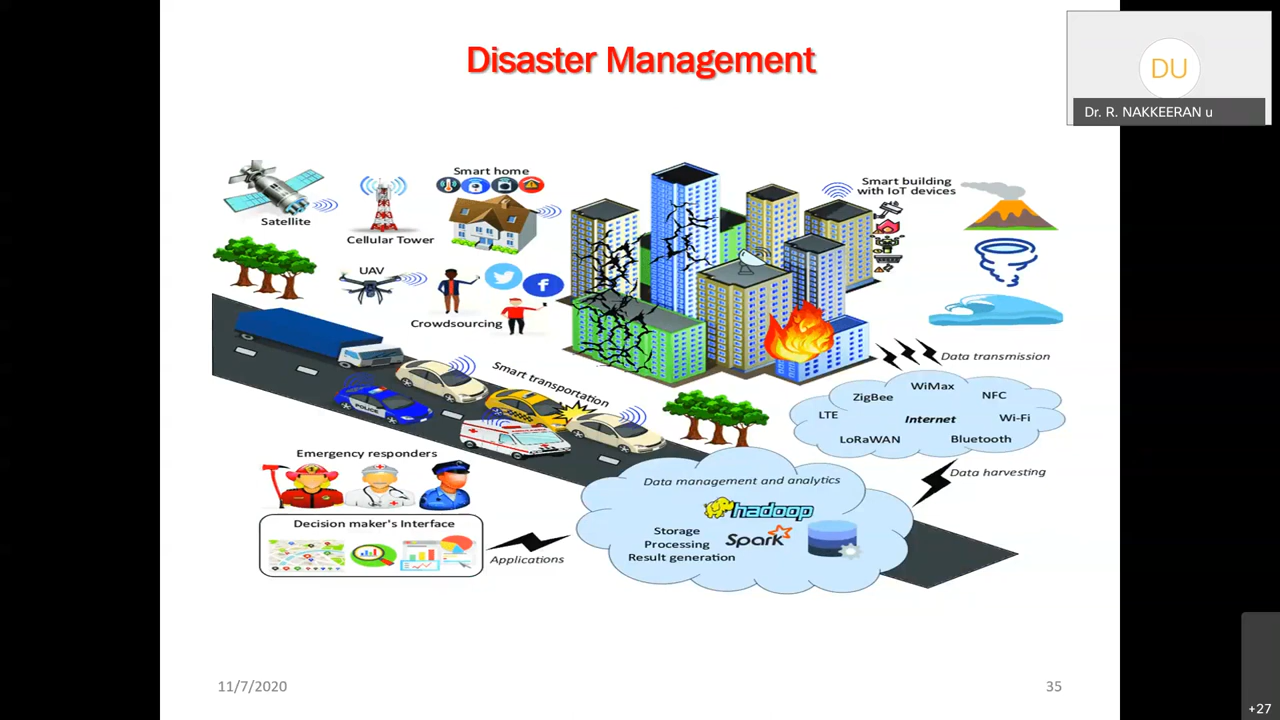 Disaster Management
DU
Dr. R. NAKKEERAN u
Smart home
Satellite
Cellular Tower
Smart building
with IoT devices
UAV
f
Crowdsourcing
Smart transportation
POLICE
AMBULANCE
Data transmission
WiMax
ZigBee
NFC
LTE
Internet
Wi-Fi
LoRaWAN
Bluetooth
Data harvesting
Emergency responders
Decision maker's Interface
Applications
Data management and analytics
hadoop
Storage
Processing
Result generation
Spark
11/7/2020
35
+27